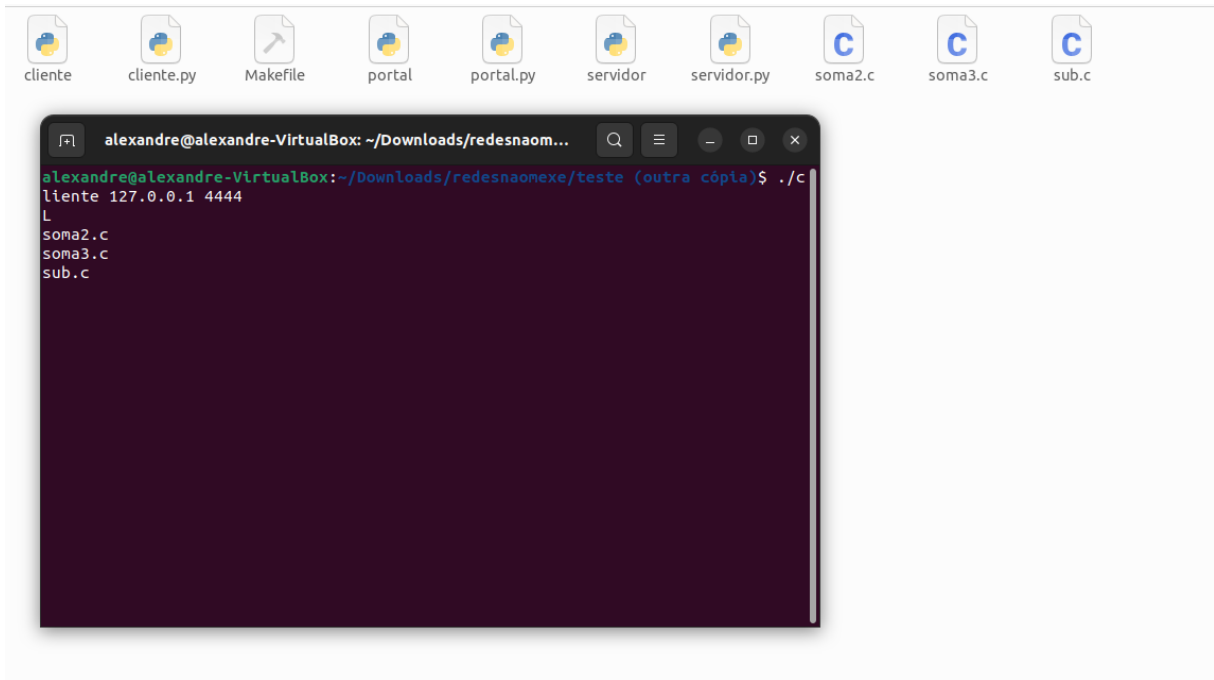 cliente cliente.py Makefile portal portal.py servidor servidor.py soma2.c soma3.c sub.c
alexandre@alexandre-VirtualBox: ~/Downloads/redesnaom...
alexandre@alexandre-VirtualBox:~/Downloads/redesnaomexe/teste (outra cópia)$ ./c
liente 127.0.0.1 4444
L
soma2.c
soma3.c
sub.c